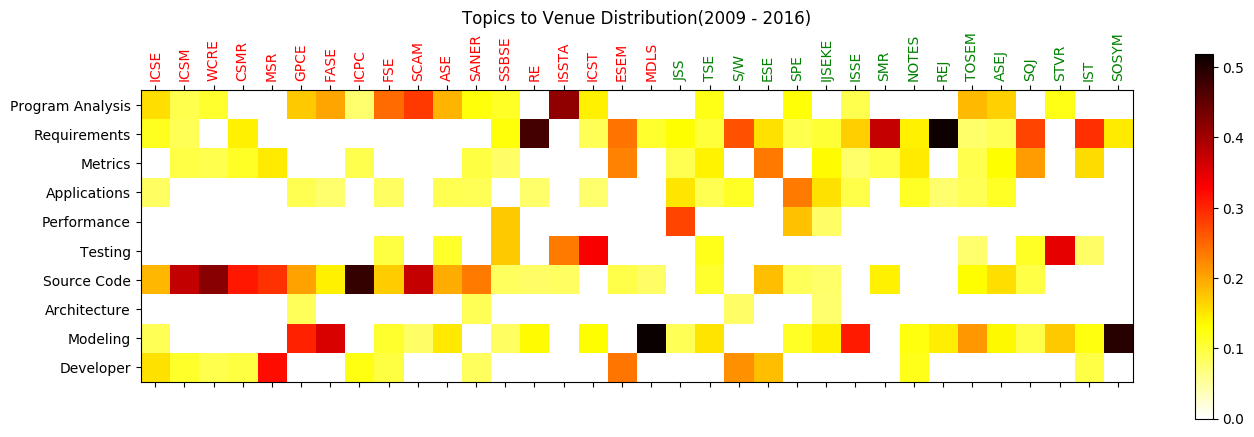 Topics to Venue Distribution(2009 - 2016)
ICSE
ICSM
WCRE
CSMR
MSR
GPCE
FASE
ICPC
FSE
SCAM
ASE
SANER
SSBSE
RE
ISSTA
ICST
ESEM
MDLS
JSS
TSE
S/W
ESE
SPE
IJSEKE
ISSE
SMR
NOTES
REJ
TOSEM
ASEJ
SQJ
STVR
IST
SOSYM
Program Analysis
Requirements
Metrics
Applications
Performance
Testing
Source Code
Architecture
Modeling
Developer
0.5
0.4
0.3
0.2
0.1
0.0